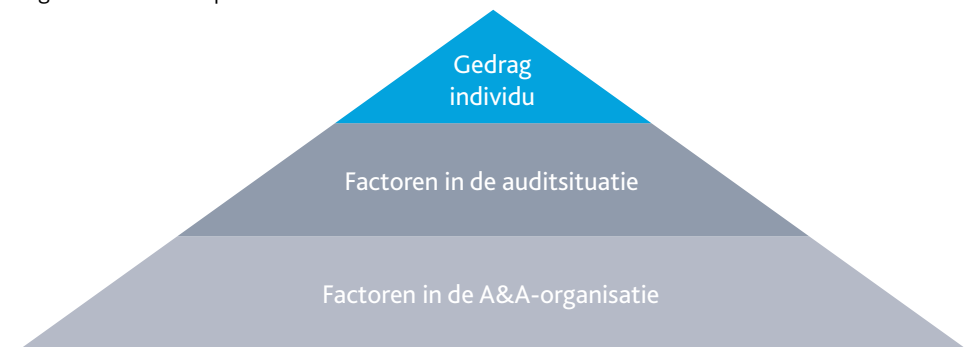 Gedrag
individu
Factoren in de auditsituatie
Factoren in de A&A-organisatie